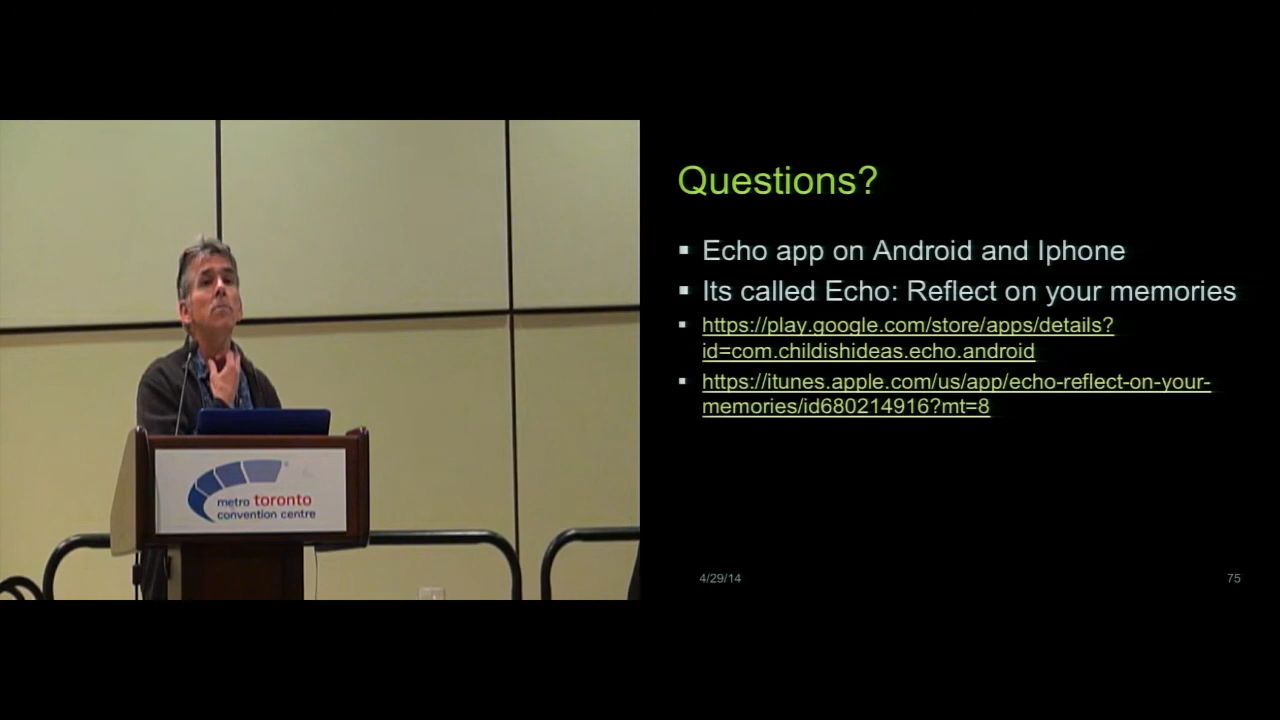 metro toronto
convention centre
Questions?
Echo app on Android and Iphone
Its called Echo: Reflect on your memories
https://play.google.com/store/apps/details?
id=com.childishideas.echo.android
https://itunes.apple.com/us/app/echo-reflect-on-your-
memories/id680214916?mt=8
4/29/14
75